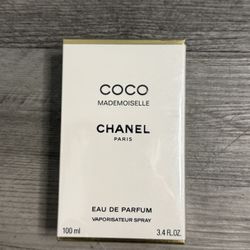 COCO
MADEMOISELLE
CHANEL
PARIS
EAU DE PARFUM
VAPORISATEUR SPRAY
100 ml 3.4 FL.OZ.